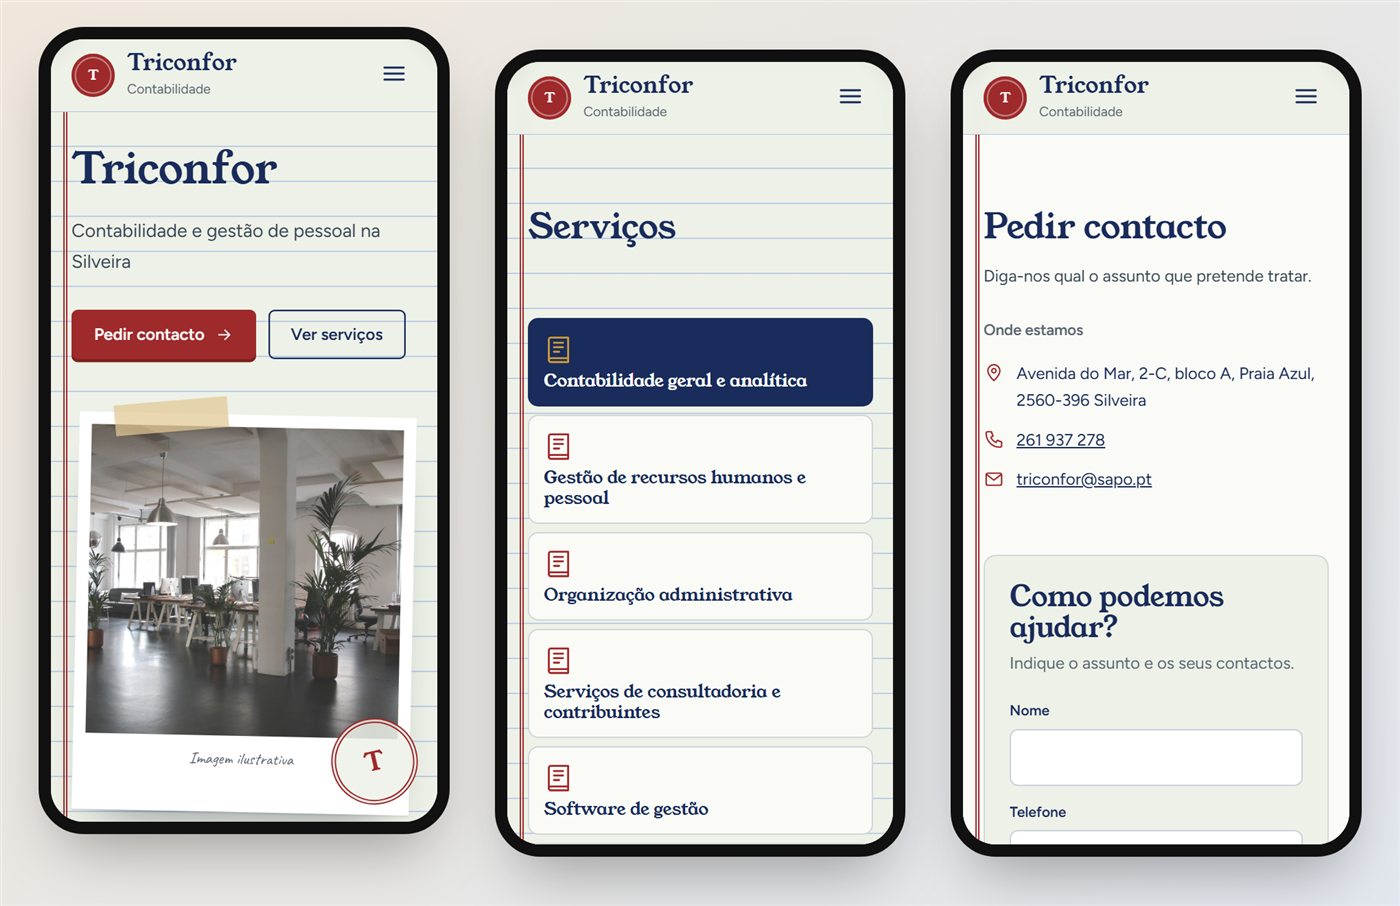 T
Triconfor
Contabilidade
Triconfor
Contabilidade e gestão de pessoal na
Silveira
Pedir contacto →
Ver serviços
Imagem ilustrativa
T
T
Triconfor
Contabilidade
Serviços
Contabilidade geral e analítica
Gestão de recursos humanos e
pessoal
Organização administrativa
Serviços de consultadoria e
contribuintes
Software de gestão
T
Triconfor
Contabilidade
Pedir contacto
Diga-nos qual o assunto que pretende tratar.
Onde estamos
Avenida do Mar, 2-C, bloco A, Praia Azul,
2560-396 Silveira
261 937 278
triconfor@sapo.pt
Como podemos
ajudar?
Indique o assunto e os seus contactos.
Nome
Telefone